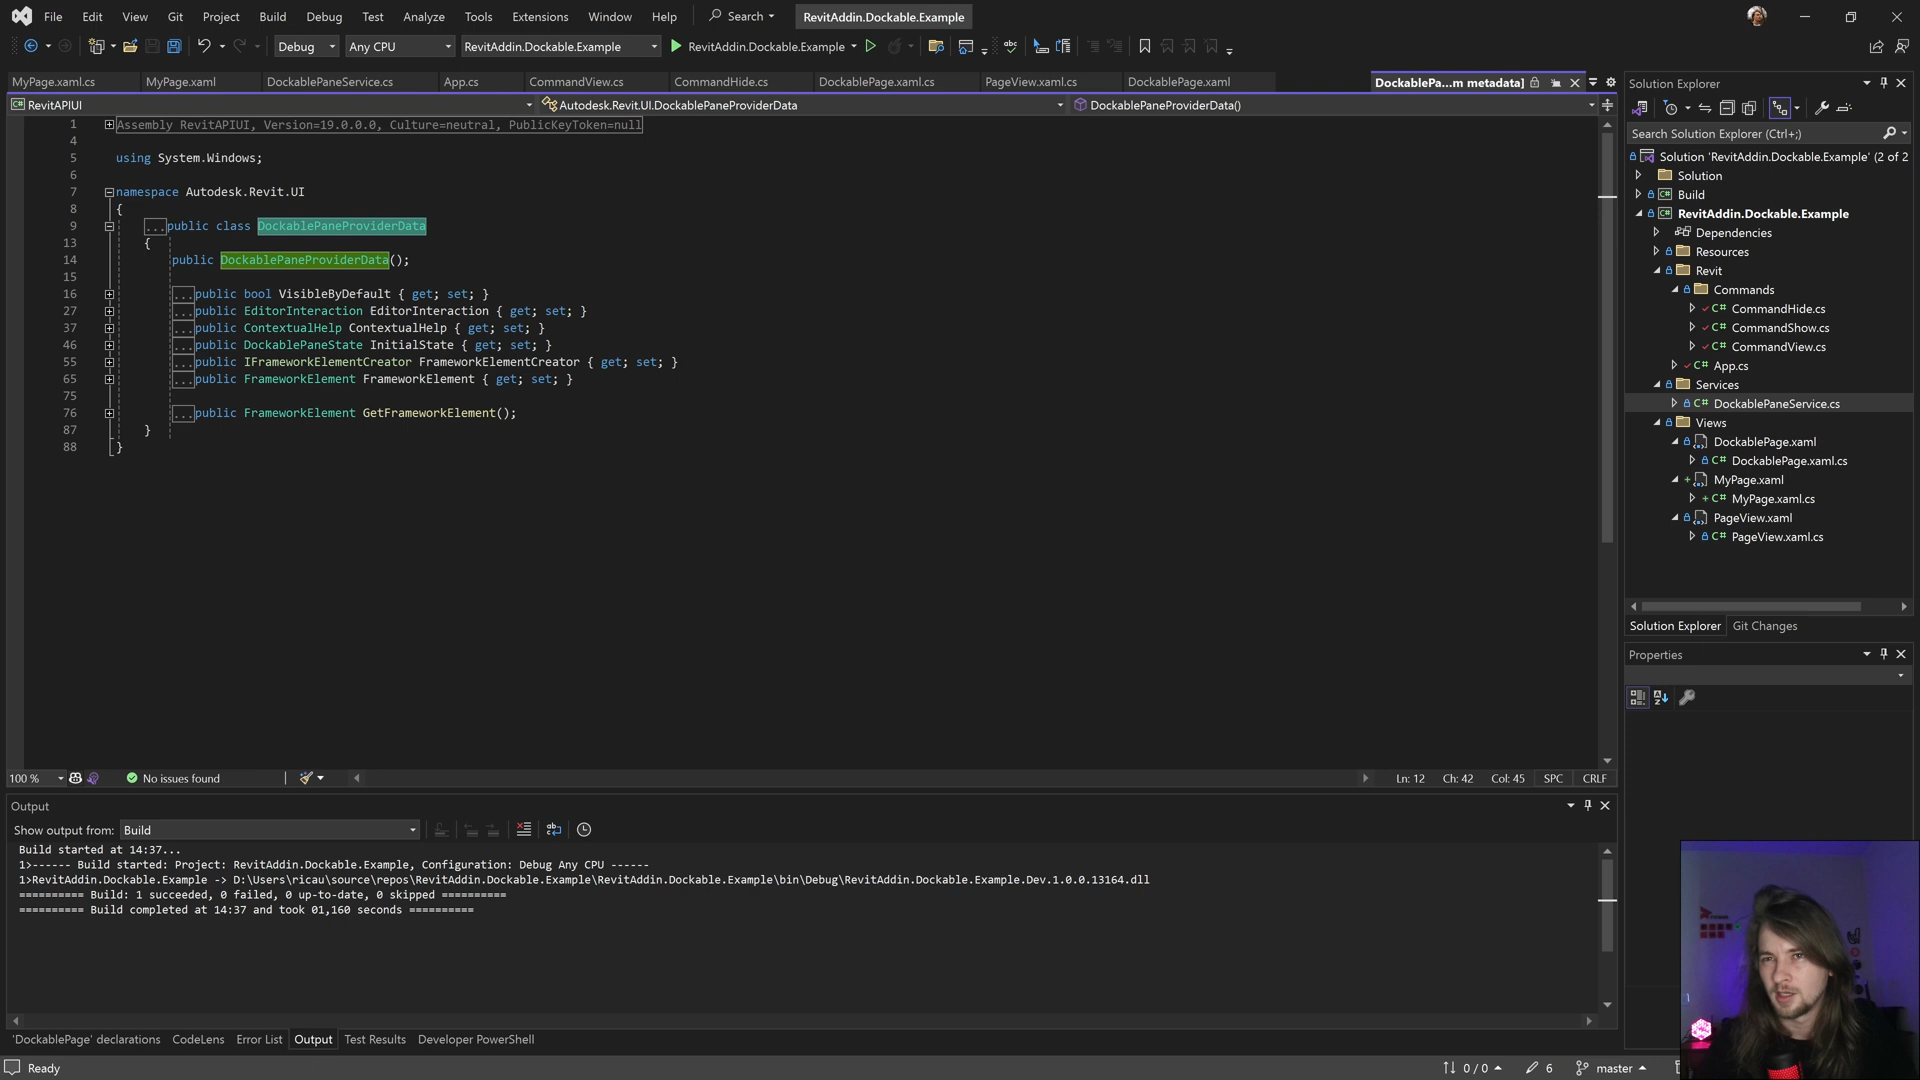 File Edit View Git Project Build Debug Test Analyze Tools Extensions Window Help Search RevitAddin.Dockable.Example
Debug Any CPU RevitAddin.Dockable.Example RevitAddin.Dockable.Example
MyPage.xaml.cs MyPage.xaml DockablePaneService.cs App.cs CommandView.cs CommandHide.cs DockablePage.xaml.cs PageView.xaml.cs DockablePage.xaml DockablePa...m metadata]
RevitAPIUI Autodesk.Revit.UI.DockablePaneProviderData DockablePaneProviderData()
1 Assembly RevitAPIUI, Version=19.0.0.0, Culture=neutral, PublicKeyToken=null
4
5 using System.Windows;
6
7 namespace Autodesk.Revit.UI
8 {
9 ...public class DockablePaneProviderData
13 {
14 public DockablePaneProviderData();
15
16 ...public bool VisibleByDefault { get; set; }
27 ...public EditorInteraction EditorInteraction { get; set; }
37 ...public ContextualHelp ContextualHelp { get; set; }
46 ...public DockablePaneState InitialState { get; set; }
55 ...public IFrameworkElementCreator FrameworkElementCreator { get; set; }
65 ...public FrameworkElement FrameworkElement { get; set; }
75
76 ...public FrameworkElement GetFrameworkElement();
87 }
88 }
100 % No issues found Ln: 12 Ch: 42 Col: 45 SPC CRLF
Output
Show output from: Build
Build started at 14:37...
1>------ Build started: Project: RevitAddin.Dockable.Example, Configuration: Debug Any CPU ------
1>RevitAddin.Dockable.Example -> D:\Users\ricau\source\repos\RevitAddin.Dockable.Example\RevitAddin.Dockable.Example\bin\Debug\RevitAddin.Dockable.Example.Dev.1.0.0.13164.dll
========== Build: 1 succeeded, 0 failed, 0 up-to-date, 0 skipped ==========
========== Build completed at 14:37 and took 01,160 seconds ==========
'DockablePage' declarations CodeLens Error List Output Test Results Developer PowerShell
Ready 0 / 0 6 master
Solution Explorer
Search Solution Explorer (Ctrl+;)
Solution 'RevitAddin.Dockable.Example' (2 of 2
Solution
Build
RevitAddin.Dockable.Example
Dependencies
Resources
Revit
Commands
C# CommandHide.cs
C# CommandShow.cs
C# CommandView.cs
C# App.cs
Services
C# DockablePaneService.cs
Views
DockablePage.xaml
C# DockablePage.xaml.cs
MyPage.xaml
C# MyPage.xaml.cs
PageView.xaml
C# PageView.xaml.cs
Solution Explorer Git Changes
Properties